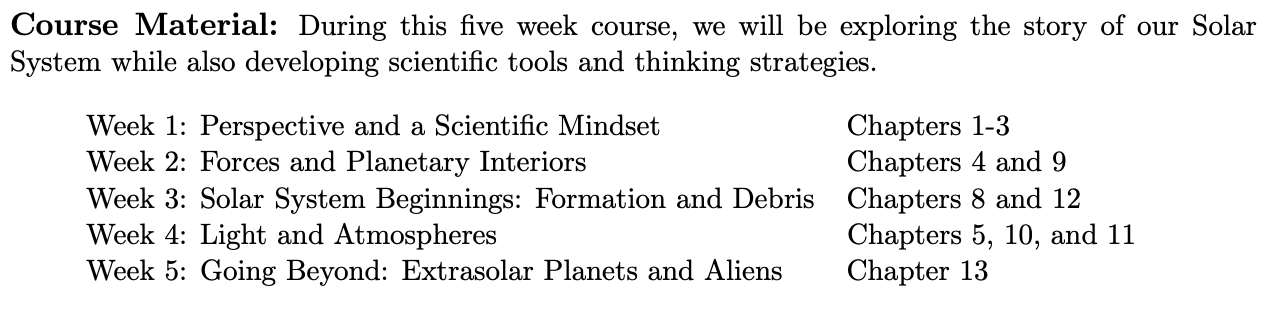 Course Material: During this five week course, we will be exploring the story of our Solar
System while also developing scientific tools and thinking strategies.
Week 1: Perspective and a Scientific Mindset Chapters 1-3
Week 2: Forces and Planetary Interiors Chapters 4 and 9
Week 3: Solar System Beginnings: Formation and Debris Chapters 8 and 12
Week 4: Light and Atmospheres Chapters 5, 10, and 11
Week 5: Going Beyond: Extrasolar Planets and Aliens Chapter 13